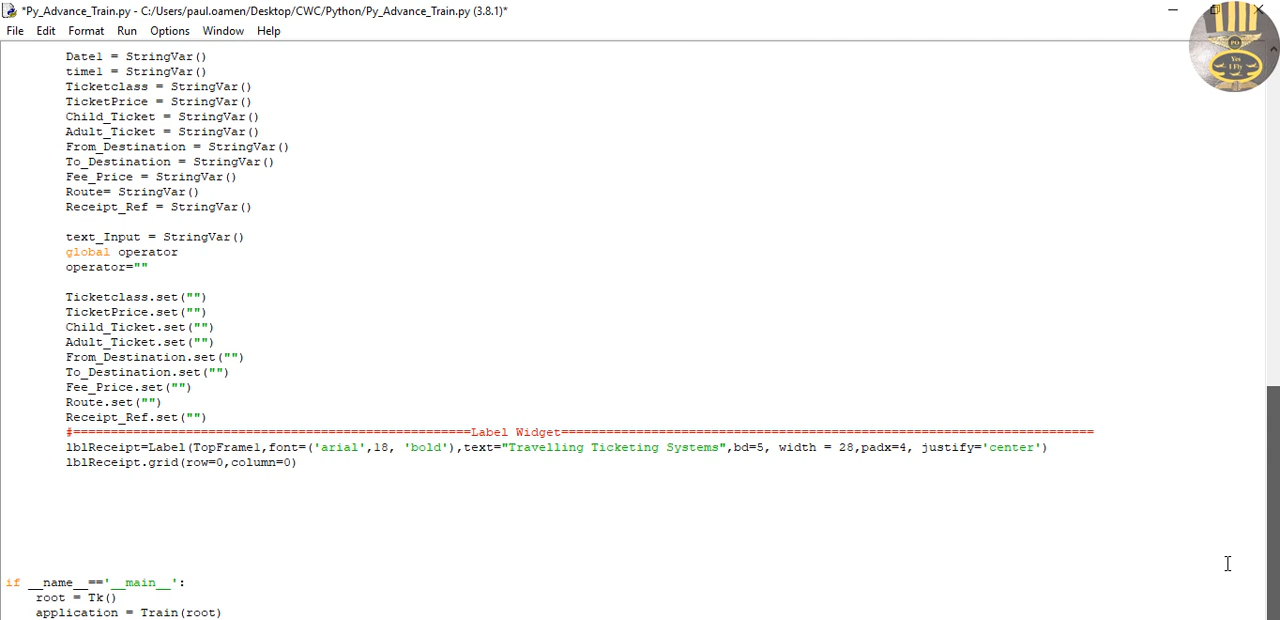 *Py_Advance_Train.py - C:/Users/paul.oamen/Desktop/CWC/Python/Py_Advance_Train.py (3.8.1)*
File Edit Format Run Options Window Help
Date1 = StringVar()
time1 = StringVar()
Ticketclass = StringVar()
TicketPrice = StringVar()
Child_Ticket = StringVar()
Adult_Ticket = StringVar()
From_Destination = StringVar()
To_Destination = StringVar()
Fee_Price = StringVar()
Route= StringVar()
Receipt_Ref = StringVar()
text_Input = StringVar()
global operator
operator=""
Ticketclass.set("")
TicketPrice.set("")
Child_Ticket.set("")
Adult_Ticket.set("")
From_Destination.set("")
To_Destination.set("")
Fee_Price.set("")
Route.set("")
Receipt_Ref.set("")
#=====================================================Label Widget=======================================================================
lblReceipt=Label(TopFrame1,font=('arial',18, 'bold'),text="Travelling Ticketing Systems",bd=5, width = 28,padx=4, justify='center')
lblReceipt.grid(row=0,column=0)
if __name__=='__main__':
root = Tk()
application = Train(root)
PO
Yes
I Fly